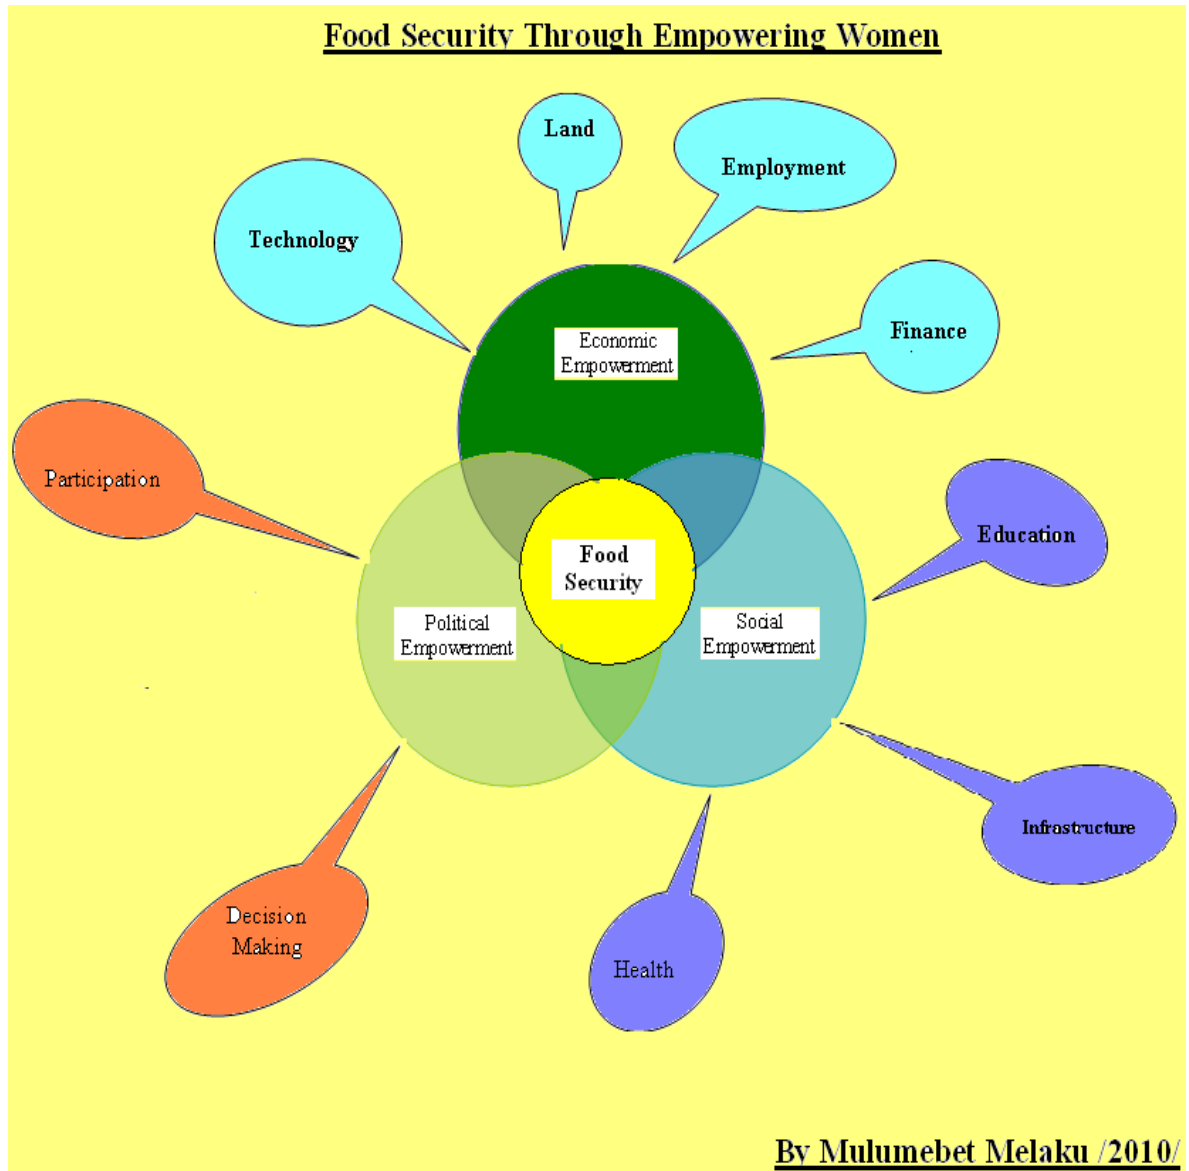 Food Security Through Empowering Women
Land
Employment
Technology
Finance
Economic
Empowerment
Participation
Education
Food
Security
Political
Empowerment
Social
Empowerment
Infrastructure
Decision
Making
Health
By Mulumebet Melaku /2010/